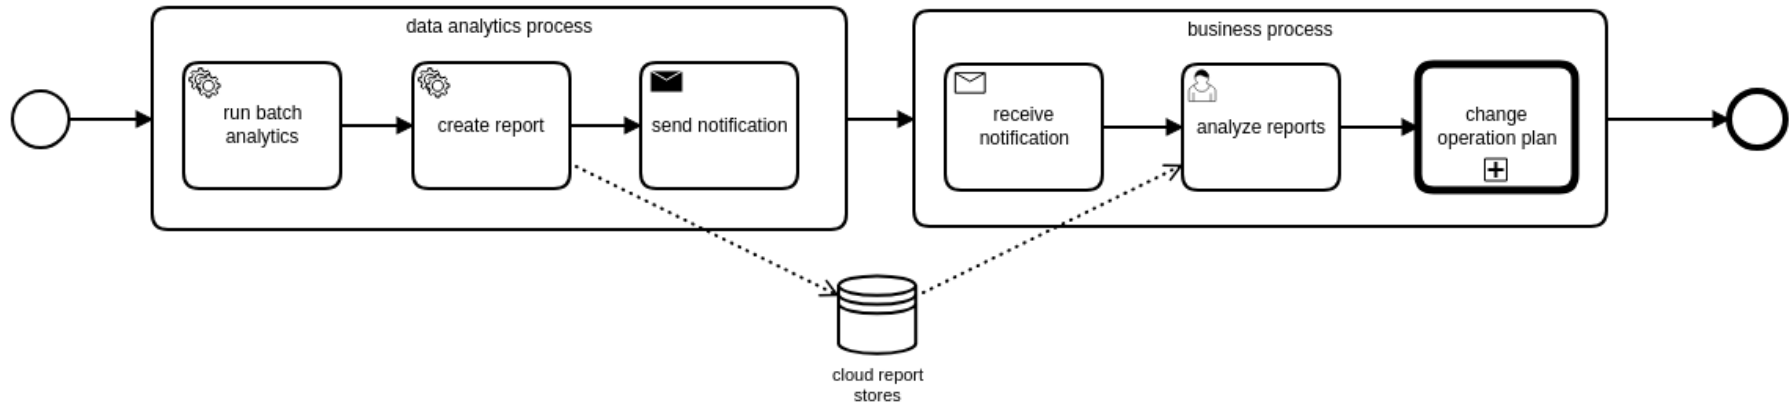 data analytics process
business process
run batch
analytics
create report
send notification
receive
notification
analyze reports
change
operation plan
cloud report
stores